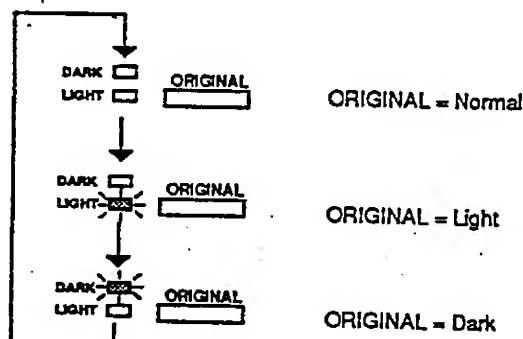 DARK
ORIGINAL
LIGHT
ORIGINAL = Normal
DARK
ORIGINAL
LIGHT
ORIGINAL = Light
DARK
ORIGINAL
LIGHT
ORIGINAL = Dark